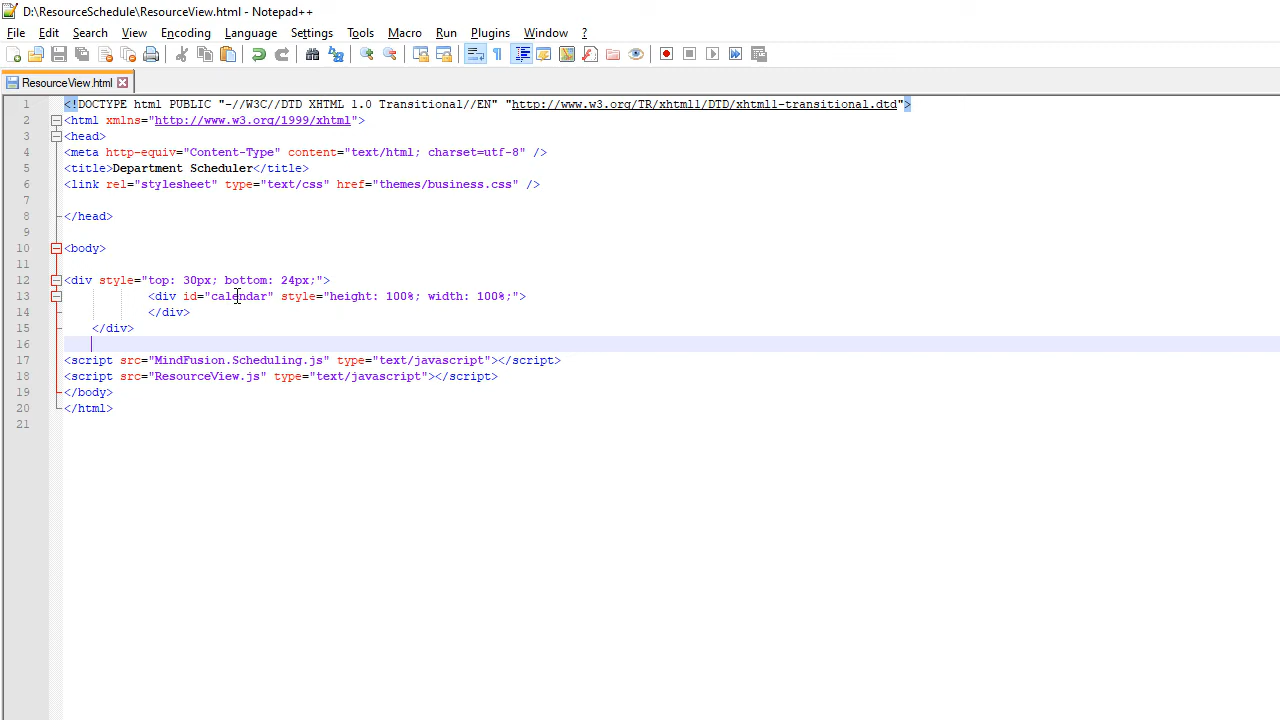 D:\ResourceSchedule\ResourceView.html - Notepad++
File Edit Search View Encoding Language Settings Tools Macro Run Plugins Window ?
ResourceView.html
1 <!DOCTYPE html PUBLIC "-//W3C//DTD XHTML 1.0 Transitional//EN" "http://www.w3.org/TR/xhtml1/DTD/xhtml1-transitional.dtd">
2 <html xmlns="http://www.w3.org/1999/xhtml">
3 <head>
4 <meta http-equiv="Content-Type" content="text/html; charset=utf-8" />
5 <title>Department Scheduler</title>
6 <link rel="stylesheet" type="text/css" href="themes/business.css" />
7
8 </head>
9
10 <body>
11
12 <div style="top: 30px; bottom: 24px;">
13 <div id="calendar" style="height: 100%; width: 100%;">
14 </div>
15 </div>
16
17 <script src="MindFusion.Scheduling.js" type="text/javascript"></script>
18 <script src="ResourceView.js" type="text/javascript"></script>
19 </body>
20 </html>
21